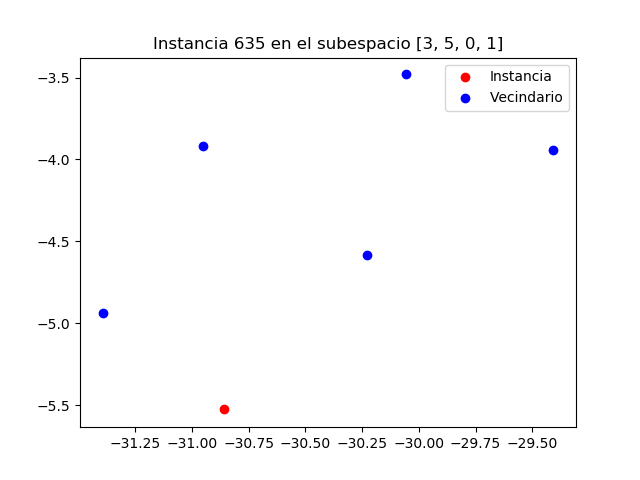 Instancia 635 en el subespacio [3, 5, 0, 1]
Instancia
Vecindario
−3.5
−4.0
−4.5
−5.0
−5.5
−31.25 −31.00 −30.75 −30.50 −30.25 −30.00 −29.75 −29.50